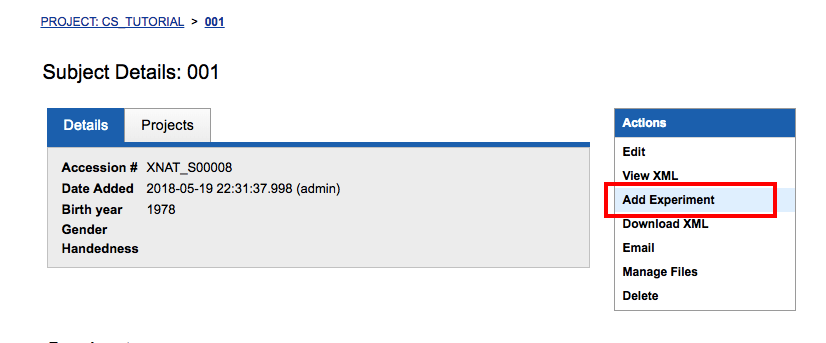 PROJECT: CS_TUTORIAL > 001
Subject Details: 001
Details Projects
Accession # XNAT_S00008
Date Added 2018-05-19 22:31:37.998 (admin)
Birth year 1978
Gender
Handedness
Actions
Edit
View XML
Add Experiment
Download XML
Email
Manage Files
Delete